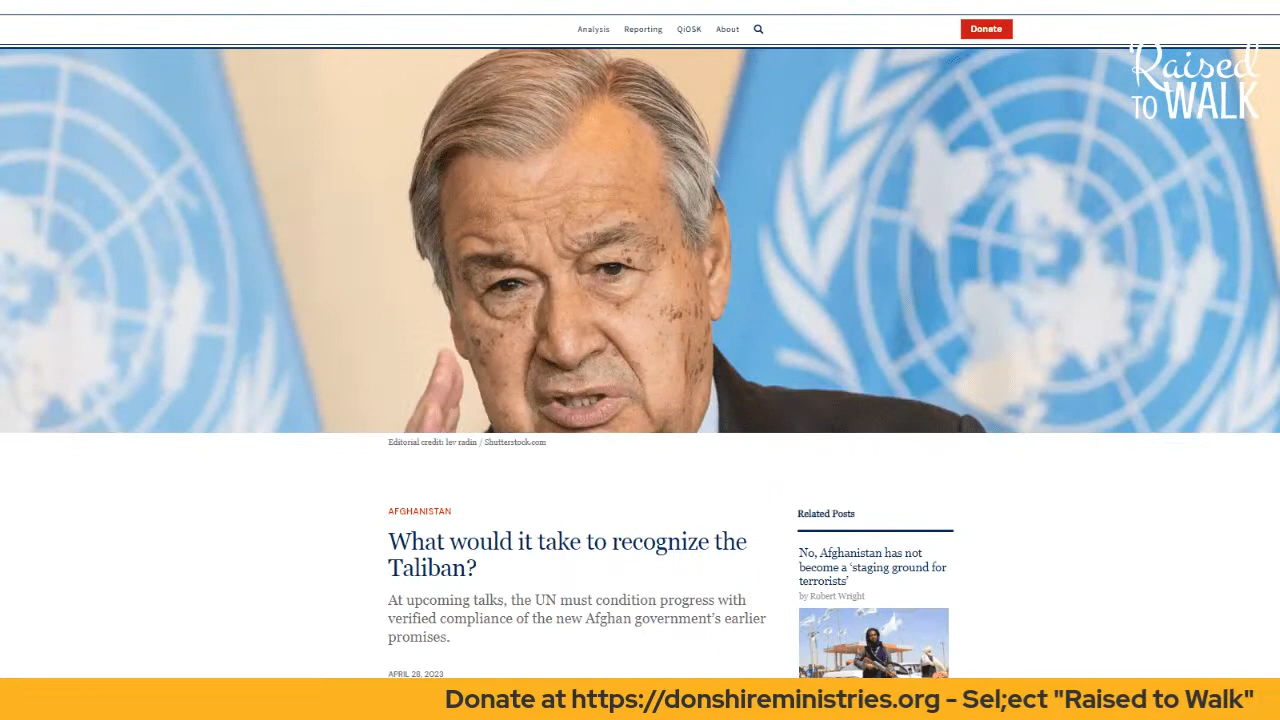 Analysis Reporting QiOSK About
Donate
Raised
TO WALK
Editorial credit: lev radin / Shutterstock.com
AFGHANISTAN
What would it take to recognize the
Taliban?
At upcoming talks, the UN must condition progress with
verified compliance of the new Afghan government's earlier
promises.
APRIL 28, 2023
Related Posts
No, Afghanistan has not
become a ‘staging ground for
terrorists’
by Robert Wright
Donate at https://donshireministries.org - Sel;ect "Raised to Walk"